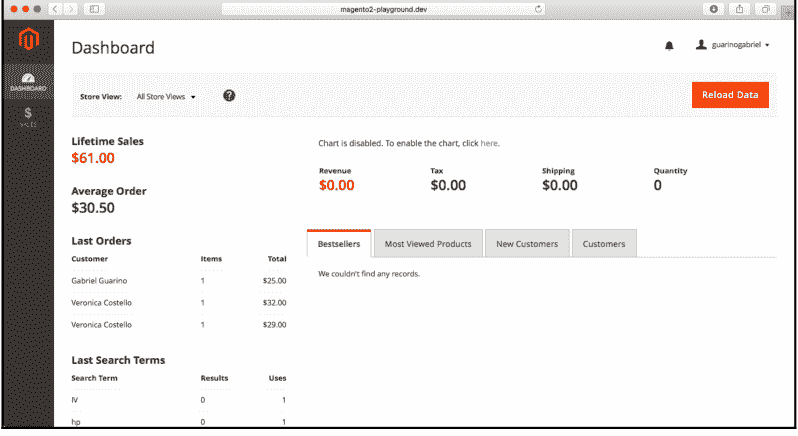 magento2-playground.dev
Dashboard
guarinogabriel
DASHBOARD
$
Store View: All Store Views ?
Reload Data
Lifetime Sales
$61.00
Average Order
$30.50
Chart is disabled. To enable the chart, click here.
Revenue Tax Shipping Quantity
$0.00 $0.00 $0.00 0
Last Orders
Customer Items Total
Gabriel Guarino 1 $25.00
Veronica Costello 1 $32.00
Veronica Costello 1 $29.00
Bestsellers Most Viewed Products New Customers Customers
We couldn't find any records.
Last Search Terms
Search Term Results Uses
IV 0 1
hp 0 1